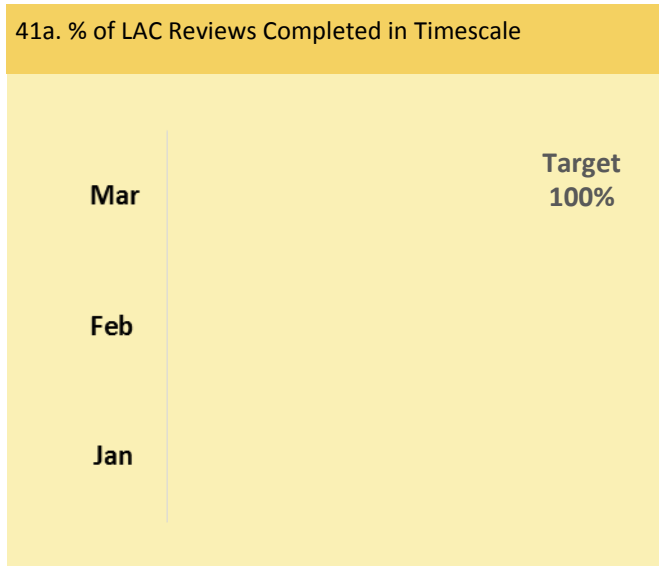 41a. % of LAC Reviews Completed in Timescale
Target
100%
Mar
Feb
Jan